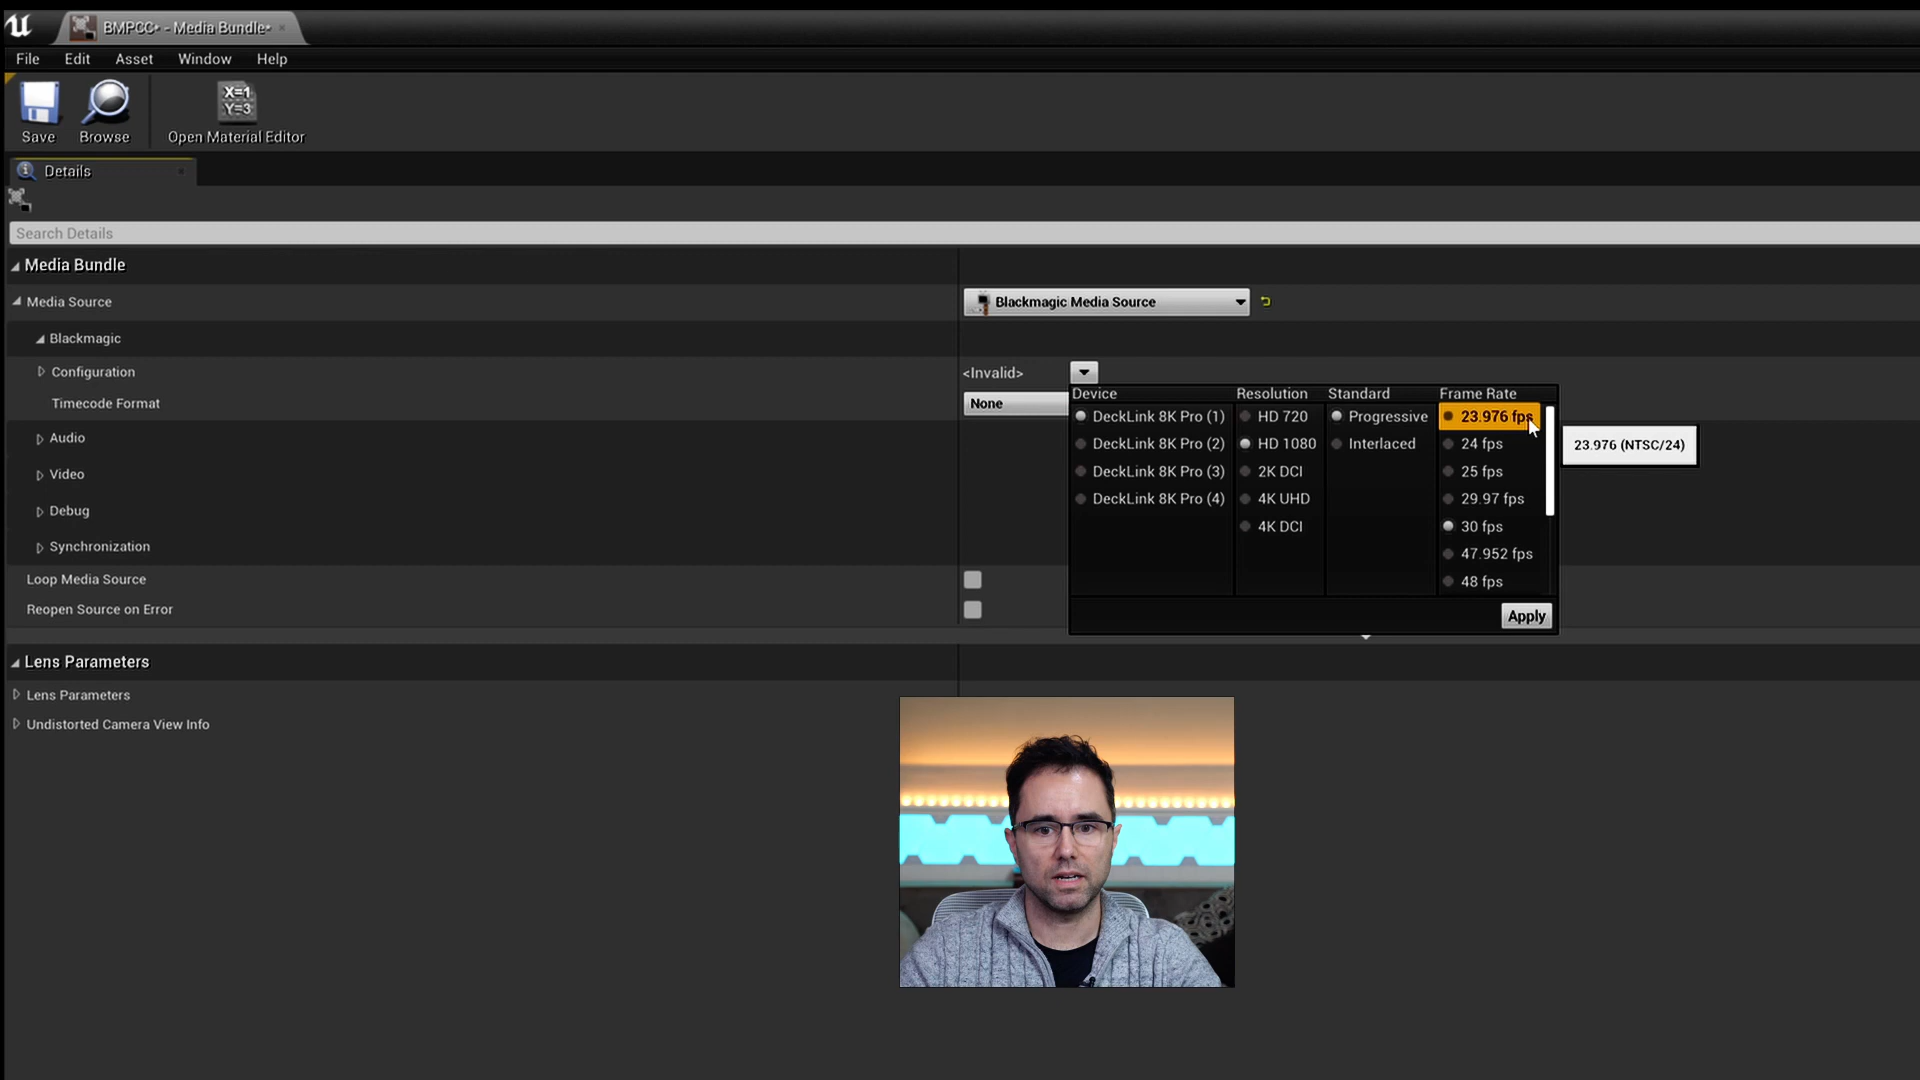 BMPCC* - Media Bundle*
File Edit Asset Window Help
X=1
Y=3
Save Browse Open Material Editor
Details
Search Details
Media Bundle
Media Source Blackmagic Media Source
Blackmagic
Configuration <Invalid>
Timecode Format None
Audio
Video
Debug
Synchronization
Loop Media Source
Reopen Source on Error
Device Resolution Standard Frame Rate
DeckLink 8K Pro (1) HD 720 Progressive 23.976 fps
DeckLink 8K Pro (2) HD 1080 Interlaced 24 fps
DeckLink 8K Pro (3) 2K DCI 25 fps
DeckLink 8K Pro (4) 4K UHD 29.97 fps
4K DCI 30 fps
47.952 fps
48 fps
Apply
23.976 (NTSC/24)
Lens Parameters
Lens Parameters
Undistorted Camera View Info